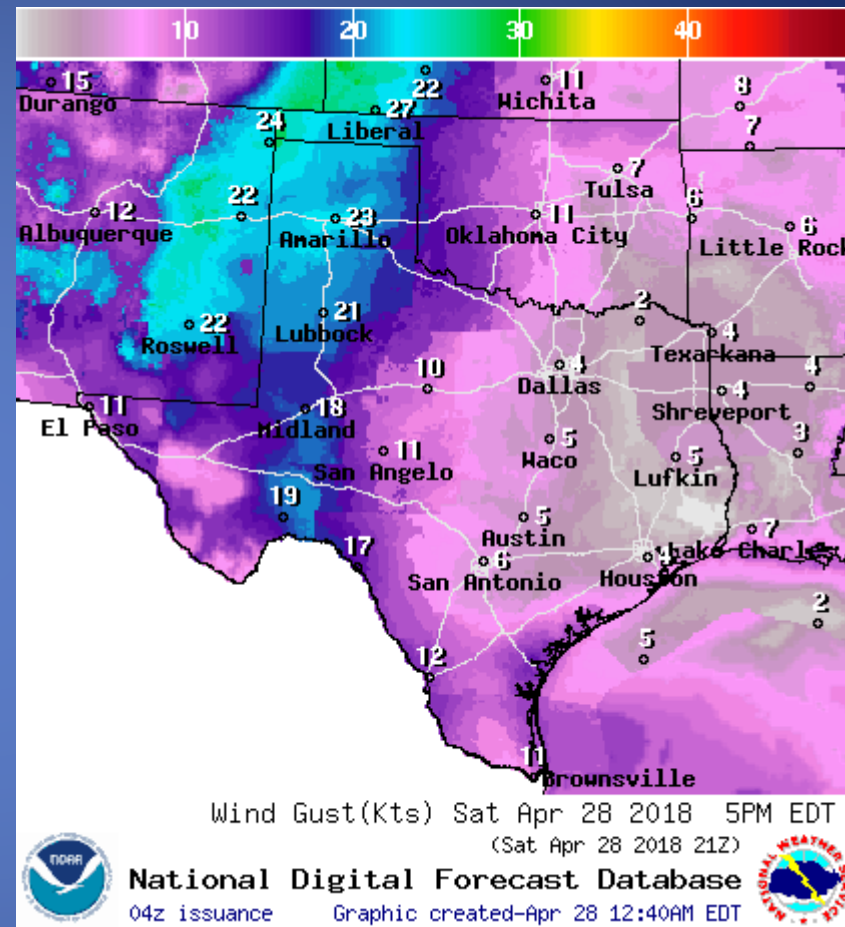 10 20 30 40
15 22 11 8
Durango Wichita
27
Liberal
24 7
7
Tulsa
12 22 23 11 6 6
Albuquerque Amarillo Oklahoma City Little Rock
22 21 2
Roswell Lubbock
4
Texarkana
4
10 Dallas 4 4
11 18 Shreveport
El Paso Midland
11 5 5 3
San Angelo Waco Lufkin
19 5 7
Austin
17 6
San Antonio Houston Lake Charles
2
5
12
11
Brownsville
Wind Gust(Kts) Sat Apr 28 2018 5PM EDT
(Sat Apr 28 2018 21Z)
NOAA
National Digital Forecast Database
04z issuance Graphic created-Apr 28 12:40AM EDT
NATIONAL WEATHER SERVICE